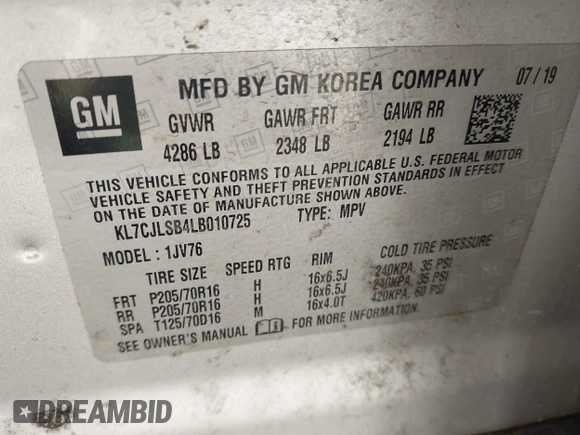 GM
MFD BY GM KOREA COMPANY 07/19
GVWR GAWR FRT GAWR RR
4286 LB 2348 LB 2194 LB
THIS VEHICLE CONFORMS TO ALL APPLICABLE U.S. FEDERAL MOTOR
VEHICLE SAFETY AND THEFT PREVENTION STANDARDS IN EFFECT
ON THE DATE OF MANUFACTURE SHOWN ABOVE.
KL7CJLSB4LB010725 TYPE: MPV
MODEL: 1JV76
TIRE SIZE SPEED RTG RIM COLD TIRE PRESSURE
FRT P205/70R16 H 16x6.5J 240KPA, 35 PSI
RR P205/70R16 H 16x6.5J 240KPA, 35 PSI
SPA T125/70D16 M 16x4.0T 420KPA, 60 PSI
SEE OWNER'S MANUAL FOR MORE INFORMATION.
DREAMBID